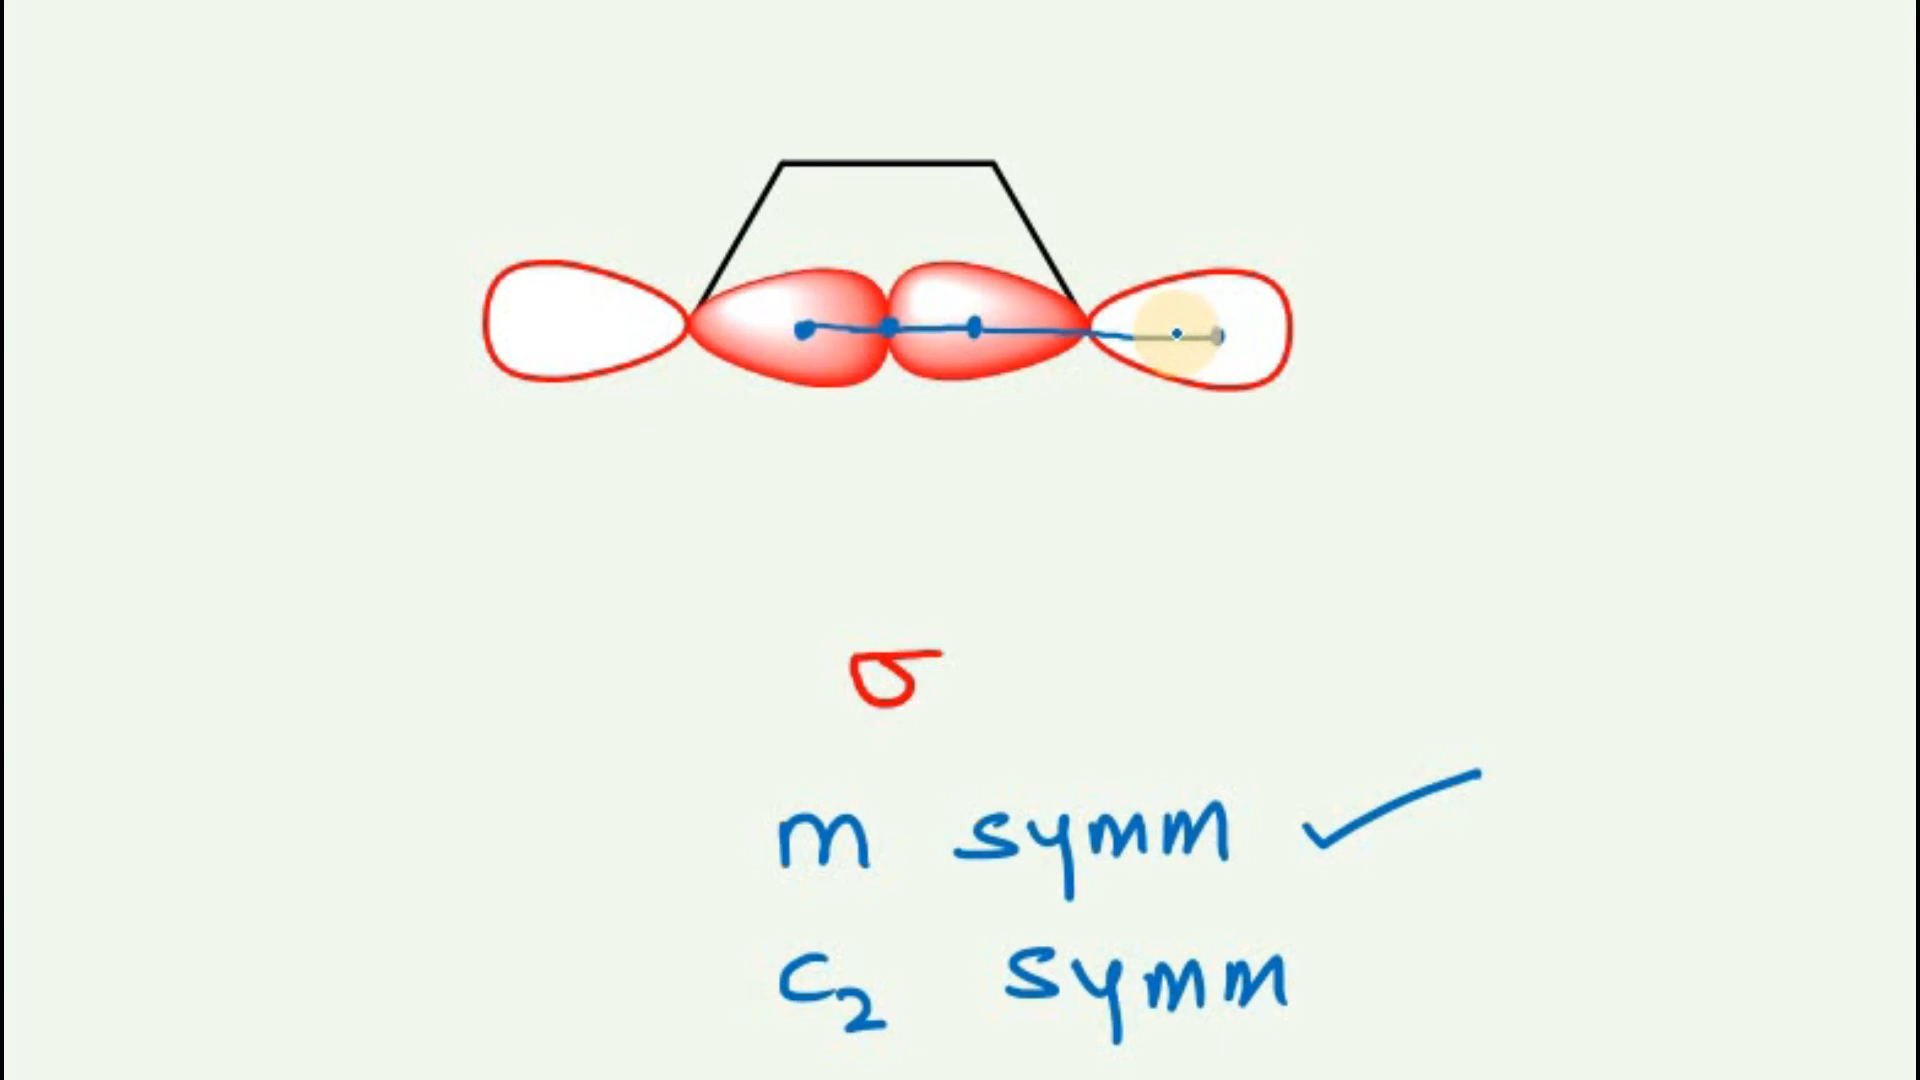 σ
m symm ✓
C₂ symm